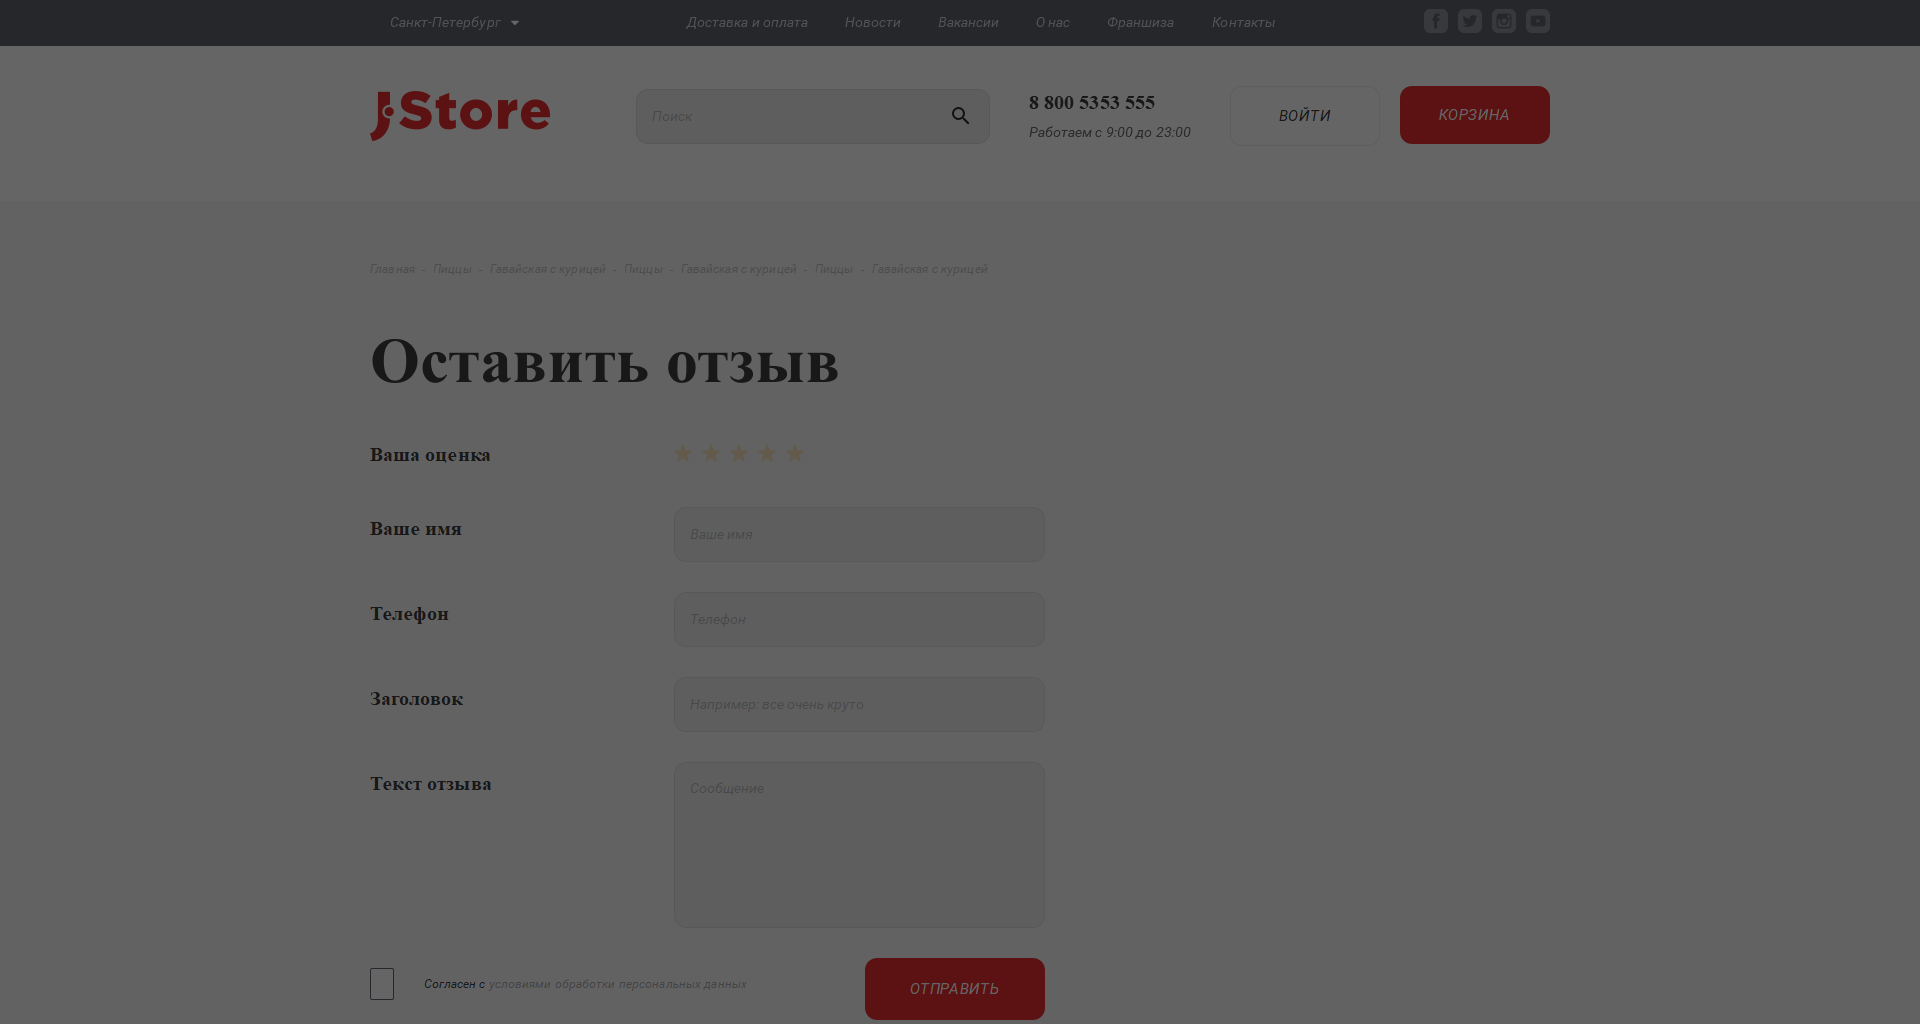 Санкт-Петербург Доставка и оплата Новости Вакансии О нас Франшиза Контакты
JStore
Поиск
8 800 5353 555
Работаем с 9:00 до 23:00
ВОЙТИ
КОРЗИНА
Главная - Пиццы - Гавайская с курицей - Пиццы - Гавайская с курицей - Пиццы - Гавайская с курицей
Оставить отзыв
Ваша оценка
Ваше имя
Ваше имя
Телефон
Телефон
Заголовок
Например: все очень круто
Текст отзыва
Сообщение
Согласен с условиями обработки персональных данных
ОТПРАВИТЬ